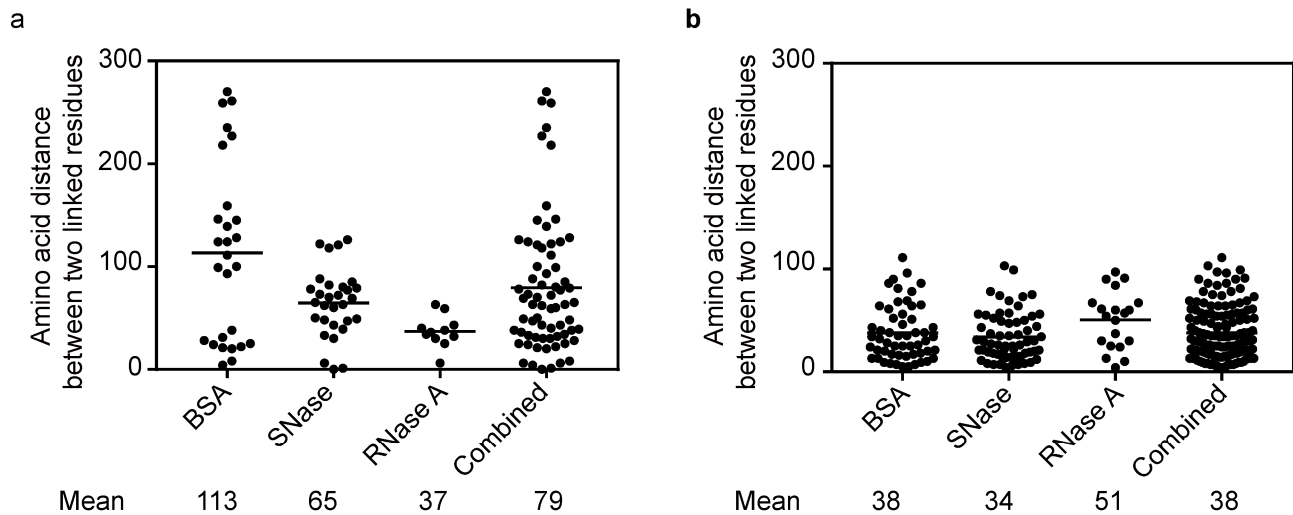 a
Amino acid distance
between two linked residues
300
200
100
0
BSA
SNase
RNase A
Combined
Mean 113 65 37 79
b
Amino acid distance
between two linked residues
300
200
100
0
BSA
SNase
RNase A
Combined
Mean 38 34 51 38